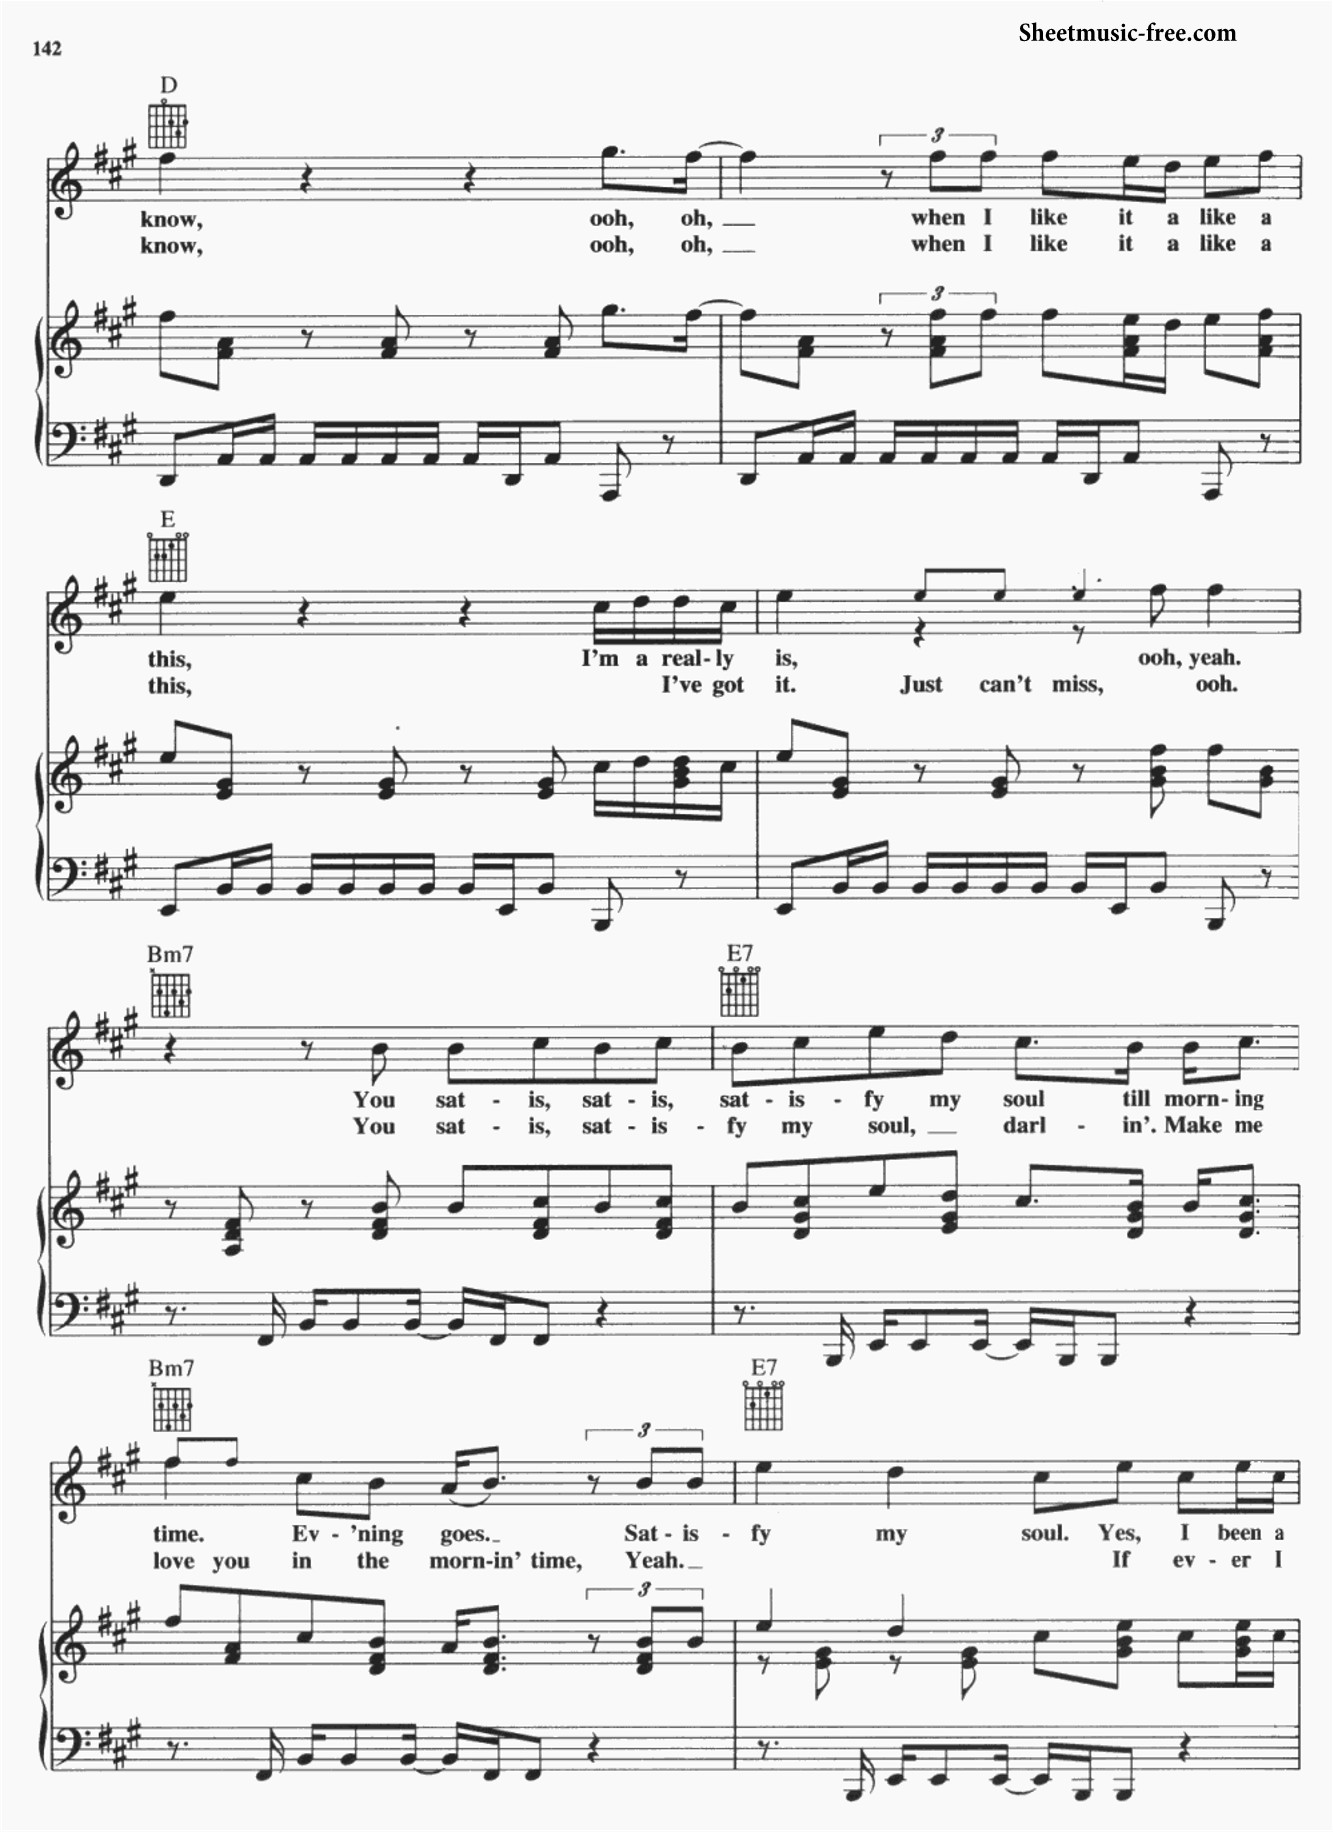 142
Sheetmusic-free.com
D
3
know, ooh, oh, when I like it a like a
know, ooh, oh, when I like it a like a
3
E
this, I'm a real-ly is, ooh, yeah.
this, I've got it. Just can't miss, ooh.
Bm7 E7
You sat - is, sat - is, sat - is - fy my soul till morn-ing
You sat - is, sat - is - fy my soul, darl - in'. Make me
Bm7 E7
3
time. Ev - 'ning goes. Sat - is - fy my soul. Yes, I been a
love you in the morn-in' time, Yeah. If ev - er I
3